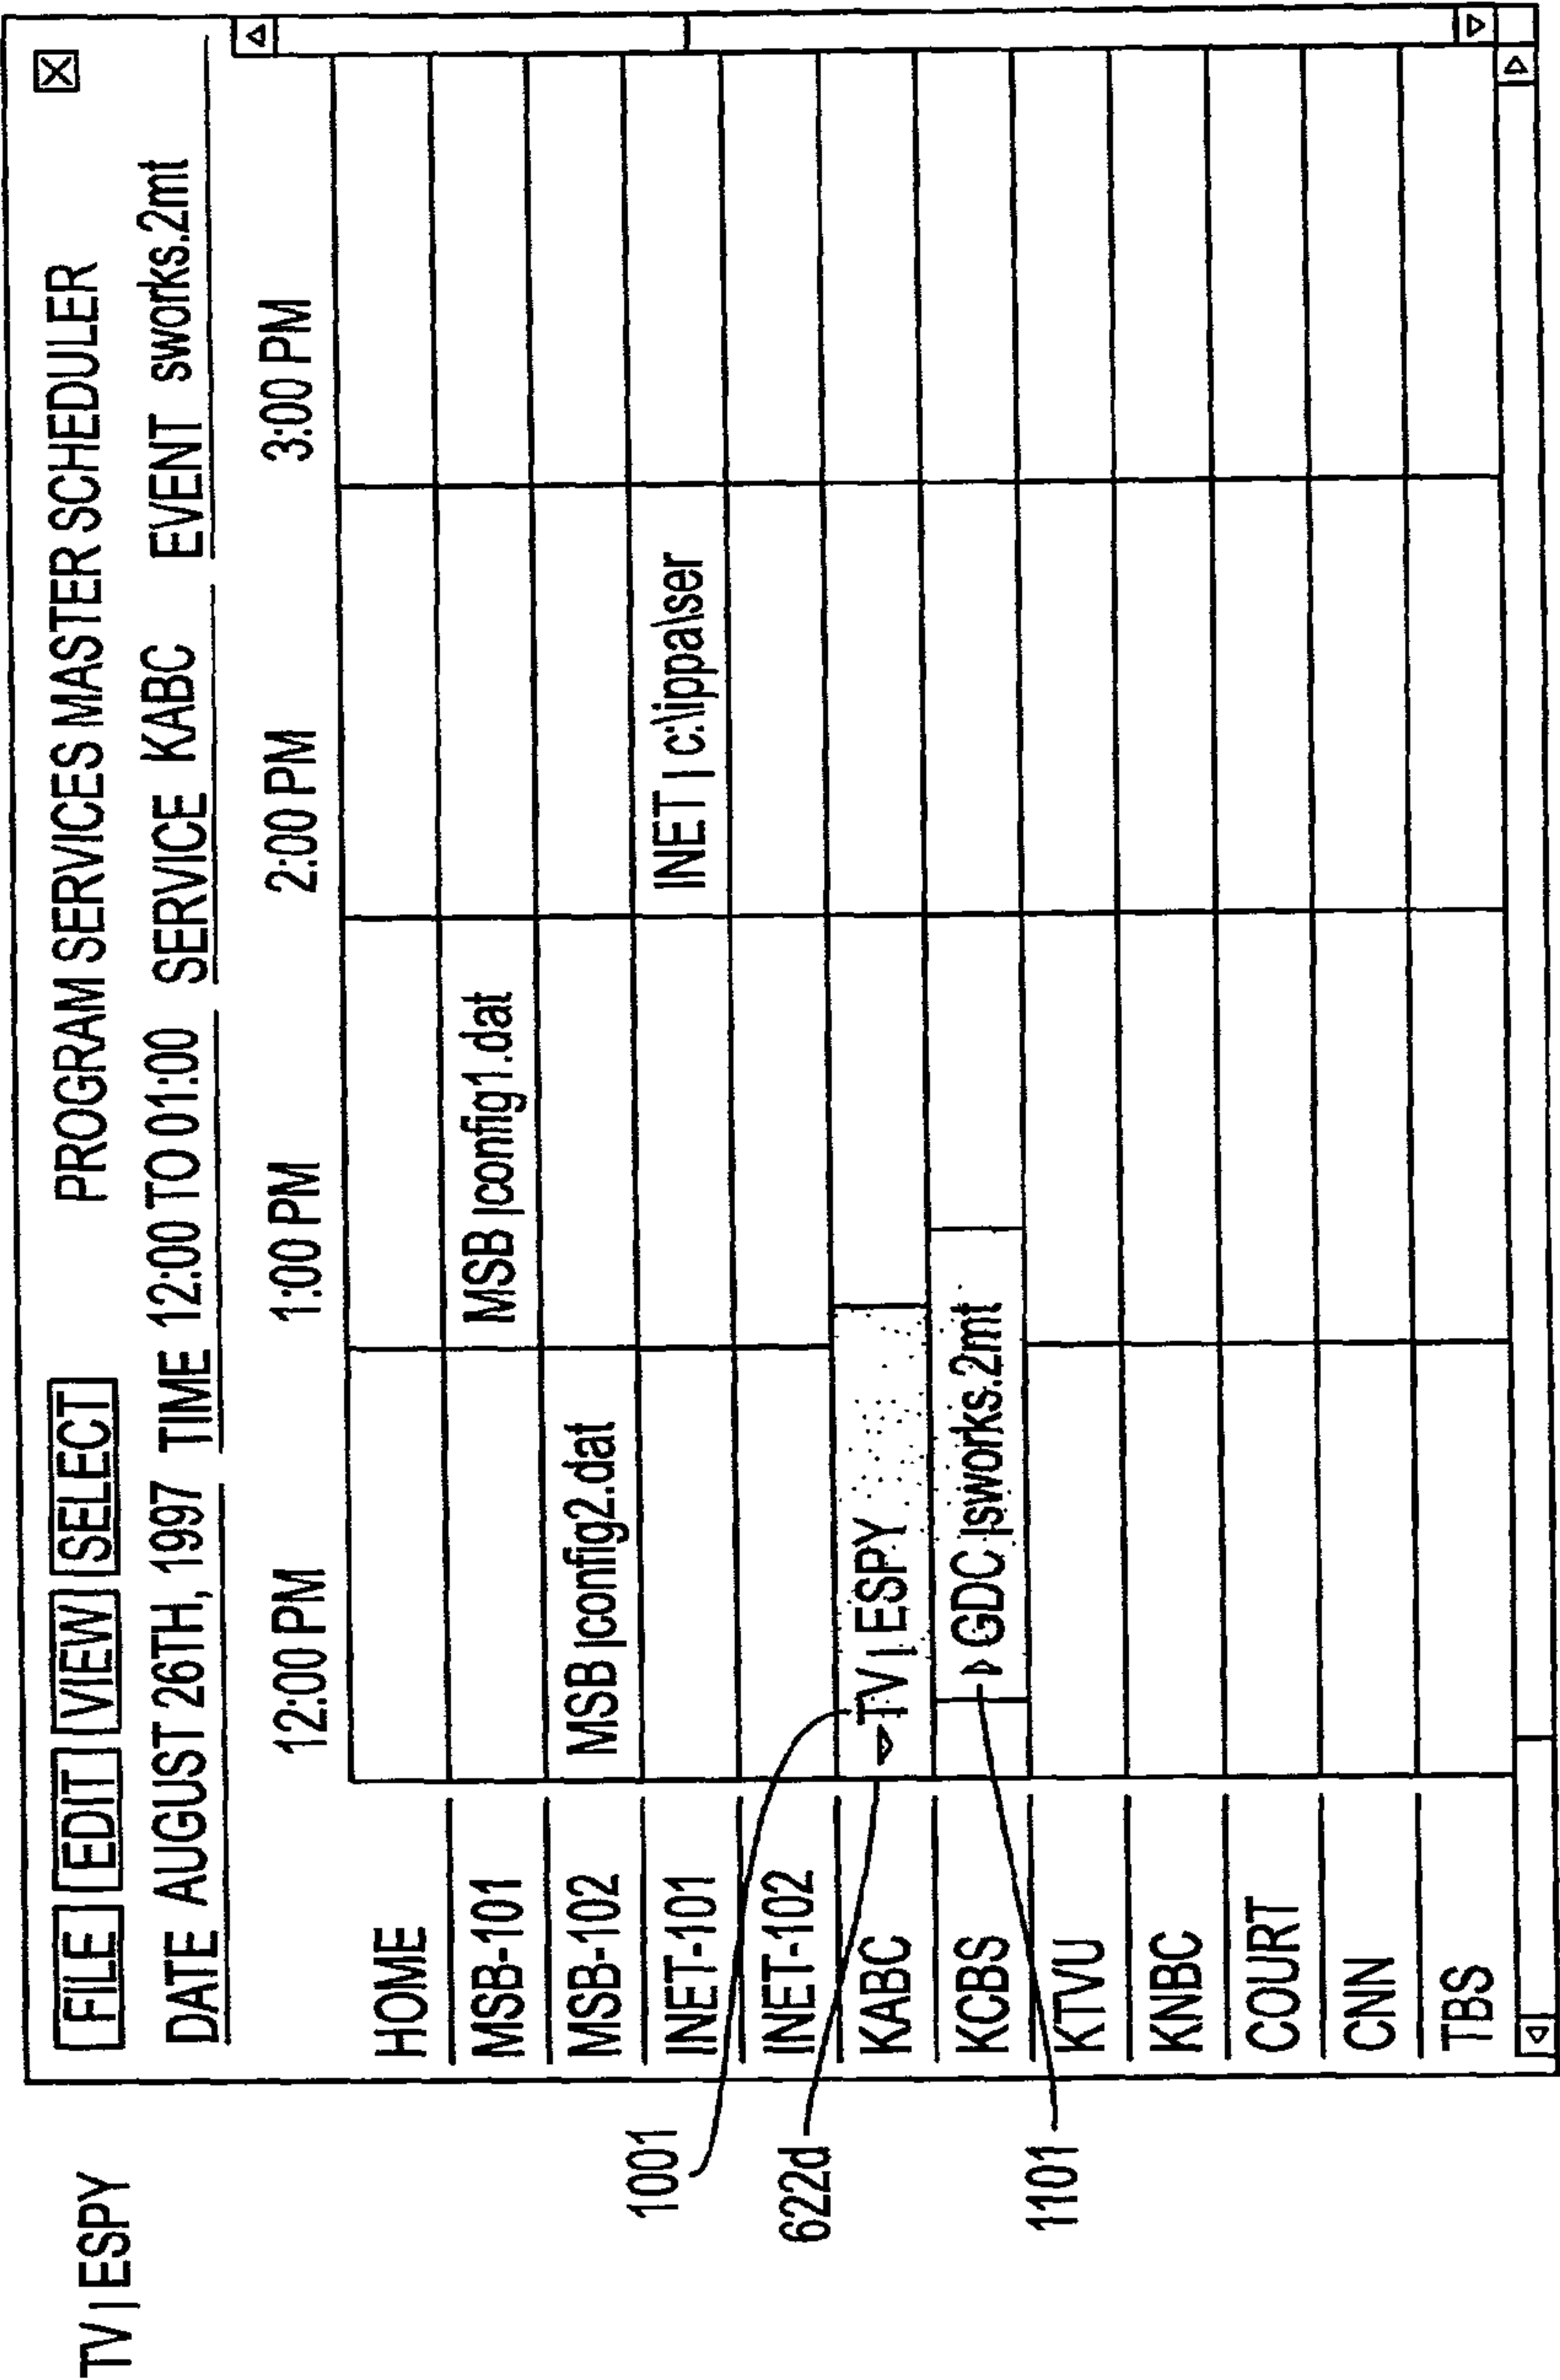 TV | ESPY
PROGRAM SERVICES MASTER SCHEDULER
FILE EDIT VIEW SELECT
DATE AUGUST 26TH, 1997 TIME 12:00 TO 01:00 SERVICE KABC EVENT sworks.2mt
12:00 PM 1:00 PM 2:00 PM 3:00 PM
HOME
MSB-101 MSB |config1.dat
MSB-102 MSB |config2.dat
INET-101 INET | c:\ippa\ser
INET-102
KABC TV | ESPY
KCBS GDC |sworks.2mt
KTVU
KNBC
COURT
CNN
TBS
1001
622d
1101